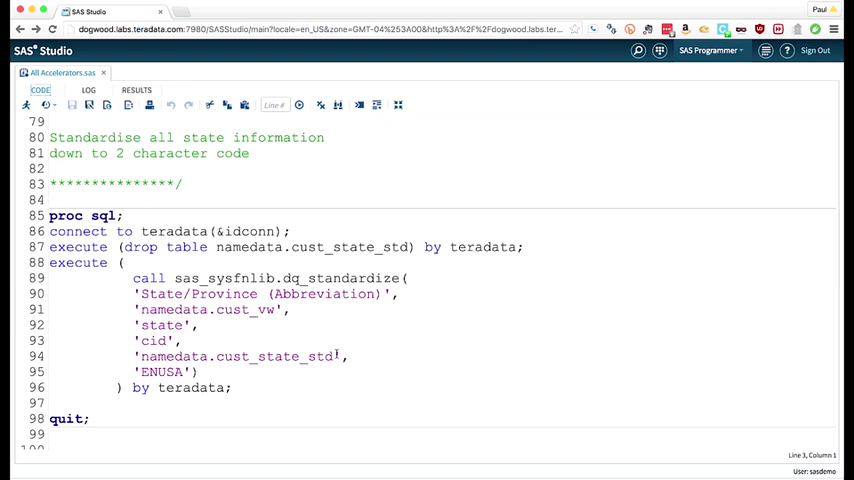 SAS Studio
Paul
dogwood.labs.teradata.com:7980/SASStudio/main?locale=en_US&zone=GMT-04%253A00&http%3A%2F%2Fdogwood.labs.teradata.com%3A7980%2FSASSt...
SAS® Studio
SAS Programmer
Sign Out
All Accelerators.sas
CODE LOG RESULTS
Line #
79
80 Standardise all state information
81 down to 2 character code
82
83 ***************/
84
85 proc sql;
86 connect to teradata(&idconn);
87 execute (drop table namedata.cust_state_std) by teradata;
88 execute (
89 call sas_sysfnlib.dq_standardize(
90 'State/Province (Abbreviation)',
91 'namedata.cust_vw',
92 'state',
93 'cid',
94 'namedata.cust_state_std',
95 'ENUSA')
96 ) by teradata;
97
98 quit;
99
100
Line 3, Column 1
User: sasdemo